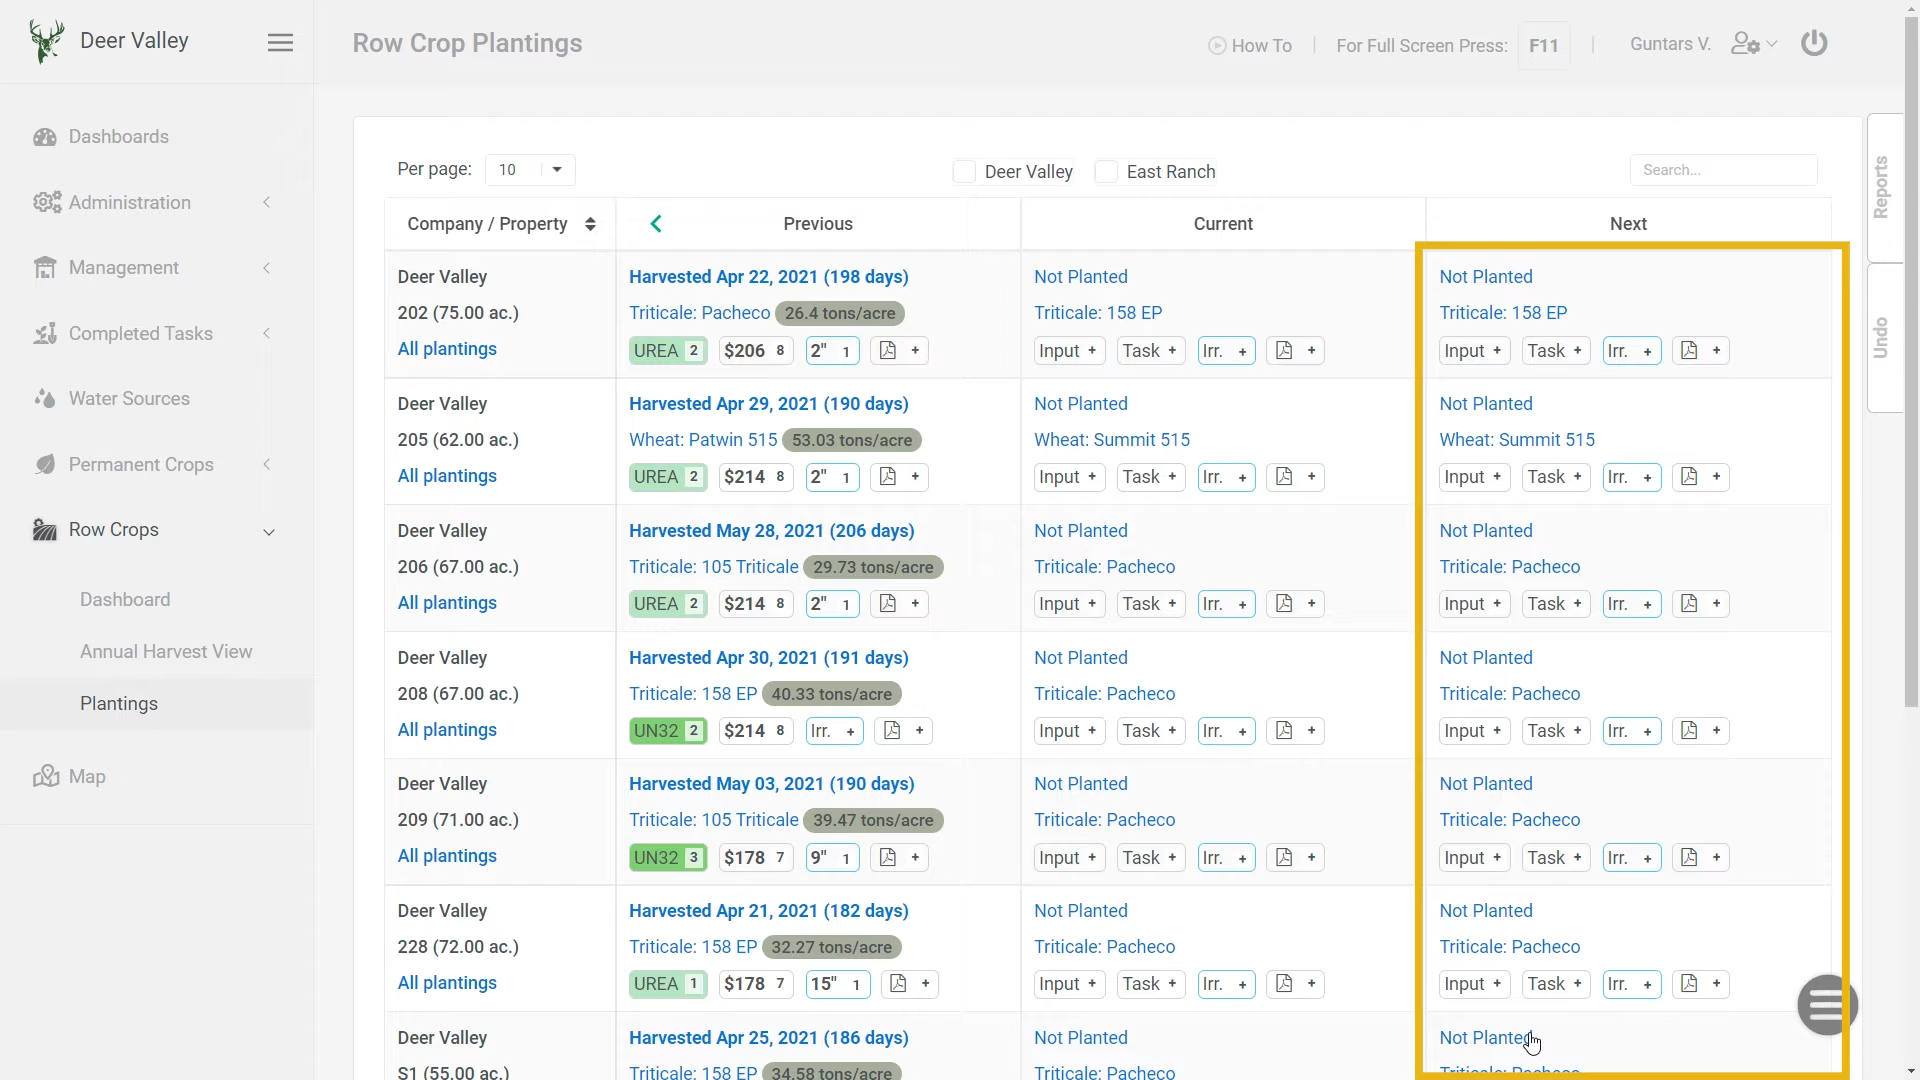 Deer Valley
Row Crop Plantings
How To
For Full Screen Press: F11
Guntars V.
Dashboards
Administration
Management
Completed Tasks
Water Sources
Permanent Crops
Row Crops
Dashboard
Annual Harvest View
Plantings
Map
Per page: 10
Deer Valley East Ranch
Search...
Reports
Undo
Company / Property Previous Current Next
Deer Valley Harvested Apr 22, 2021 (198 days) Not Planted Not Planted
202 (75.00 ac.) Triticale: Pacheco 26.4 tons/acre Triticale: 158 EP Triticale: 158 EP
All plantings UREA 2 $206 8 2" 1 + Input + Task + Irr. + + Input + Task + Irr. + +
Deer Valley Harvested Apr 29, 2021 (190 days) Not Planted Not Planted
205 (62.00 ac.) Wheat: Patwin 515 53.03 tons/acre Wheat: Summit 515 Wheat: Summit 515
All plantings UREA 2 $214 8 2" 1 + Input + Task + Irr. + + Input + Task + Irr. + +
Deer Valley Harvested May 28, 2021 (206 days) Not Planted Not Planted
206 (67.00 ac.) Triticale: 105 Triticale 29.73 tons/acre Triticale: Pacheco Triticale: Pacheco
All plantings UREA 2 $214 8 2" 1 + Input + Task + Irr. + + Input + Task + Irr. + +
Deer Valley Harvested Apr 30, 2021 (191 days) Not Planted Not Planted
208 (67.00 ac.) Triticale: 158 EP 40.33 tons/acre Triticale: Pacheco Triticale: Pacheco
All plantings UN32 2 $214 8 Irr. + + Input + Task + Irr. + + Input + Task + Irr. + +
Deer Valley Harvested May 03, 2021 (190 days) Not Planted Not Planted
209 (71.00 ac.) Triticale: 105 Triticale 39.47 tons/acre Triticale: Pacheco Triticale: Pacheco
All plantings UN32 3 $178 7 9" 1 + Input + Task + Irr. + + Input + Task + Irr. + +
Deer Valley Harvested Apr 21, 2021 (182 days) Not Planted Not Planted
228 (72.00 ac.) Triticale: 158 EP 32.27 tons/acre Triticale: Pacheco Triticale: Pacheco
All plantings UREA 1 $178 7 15" 1 + Input + Task + Irr. + + Input + Task + Irr. + +
Deer Valley Harvested Apr 25, 2021 (186 days) Not Planted Not Planted
S1 (55.00 ac.) Triticale: 158 EP 34.58 tons/acre Triticale: Pacheco Triticale: Pacheco